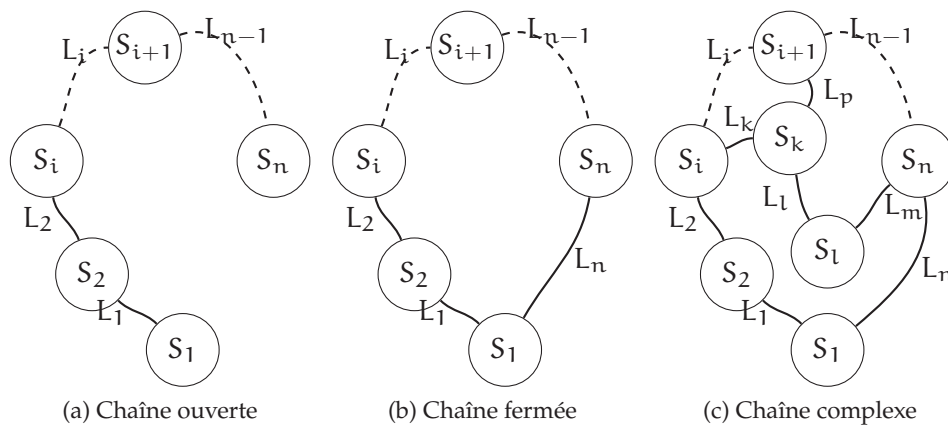 L_i S_{i+1} L_{n−1}
S_i S_n
L_2
S_2
L_1
S_1
(a) Chaîne ouverte
L_i S_{i+1} L_{n−1}
S_i S_n
L_2
S_2 L_n
L_1
S_1
(b) Chaîne fermée
L_i S_{i+1} L_{n−1}
L_p
L_k S_k
S_i S_n
L_l L_m
L_2
S_l
S_2 L_n
L_1
S_1
(c) Chaîne complexe